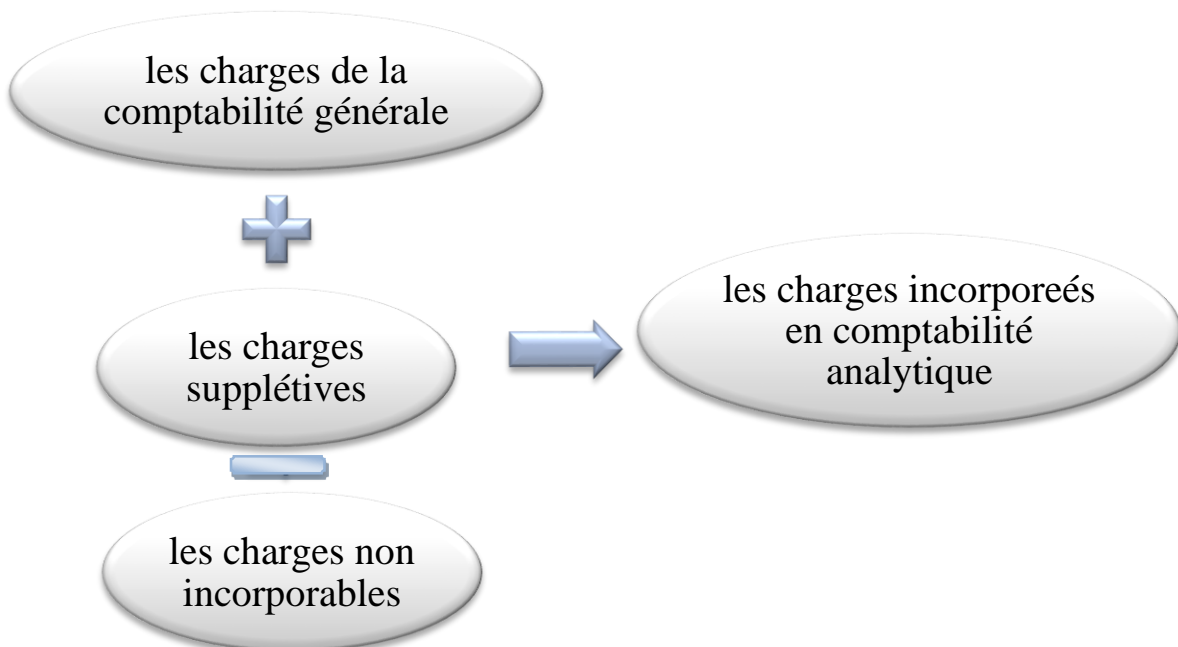 les charges de la
comptabilité générale
les charges
supplétives
les charges non
incorporables
les charges incorporeés
en comptabilité
analytique